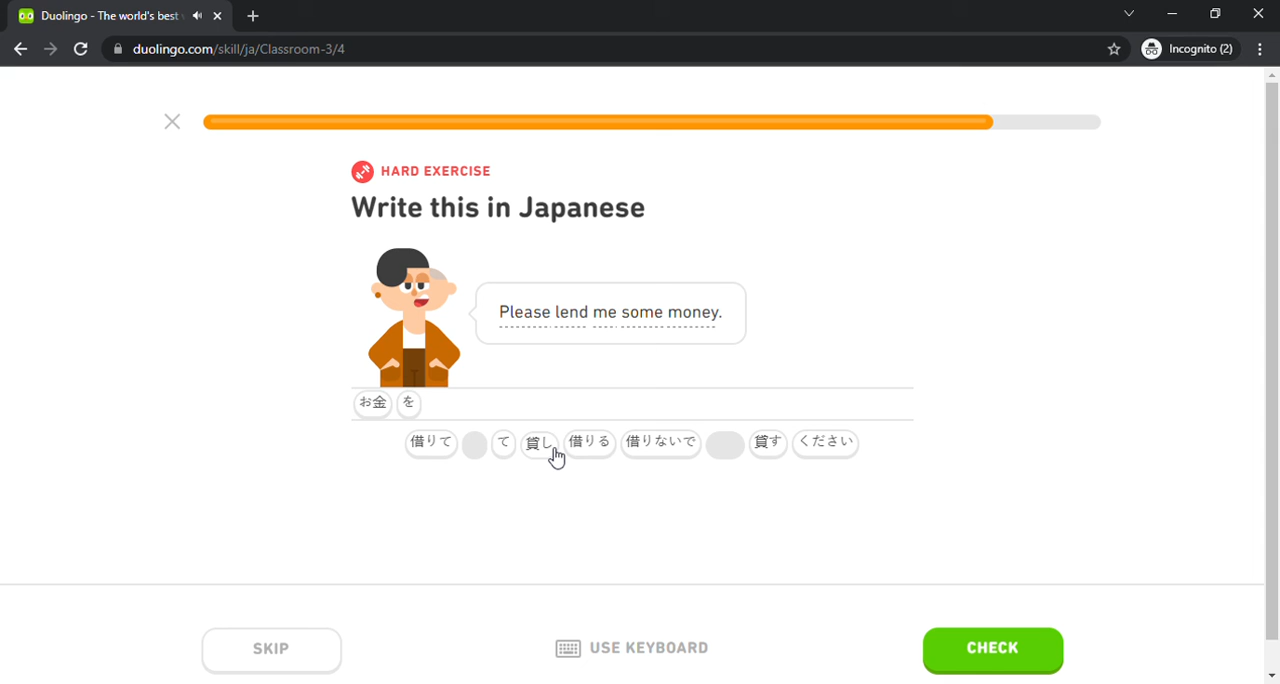 Duolingo - The world's best
duolingo.com/skill/ja/Classroom-3/4
Incognito (2)
HARD EXERCISE
Write this in Japanese
Please lend me some money.
お金 を
借りて て 貸し 借りる 借りないで 貸す ください
SKIP
USE KEYBOARD
CHECK